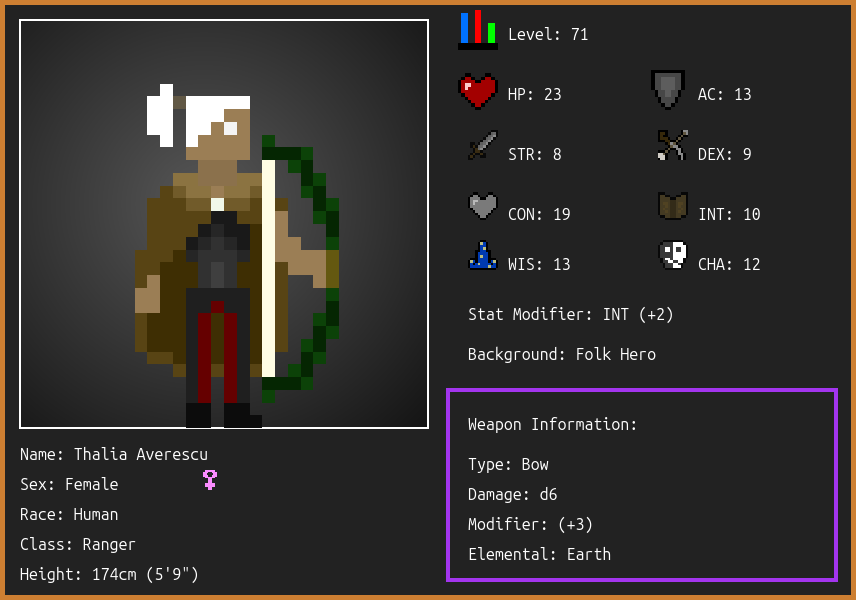 Level: 71
HP: 23
AC: 13
STR: 8
DEX: 9
CON: 19
INT: 10
WIS: 13
CHA: 12
Stat Modifier: INT (+2)
Background: Folk Hero
Weapon Information:
Type: Bow
Damage: d6
Modifier: (+3)
Elemental: Earth
Name: Thalia Averescu
Sex: Female
Race: Human
Class: Ranger
Height: 174cm (5'9")